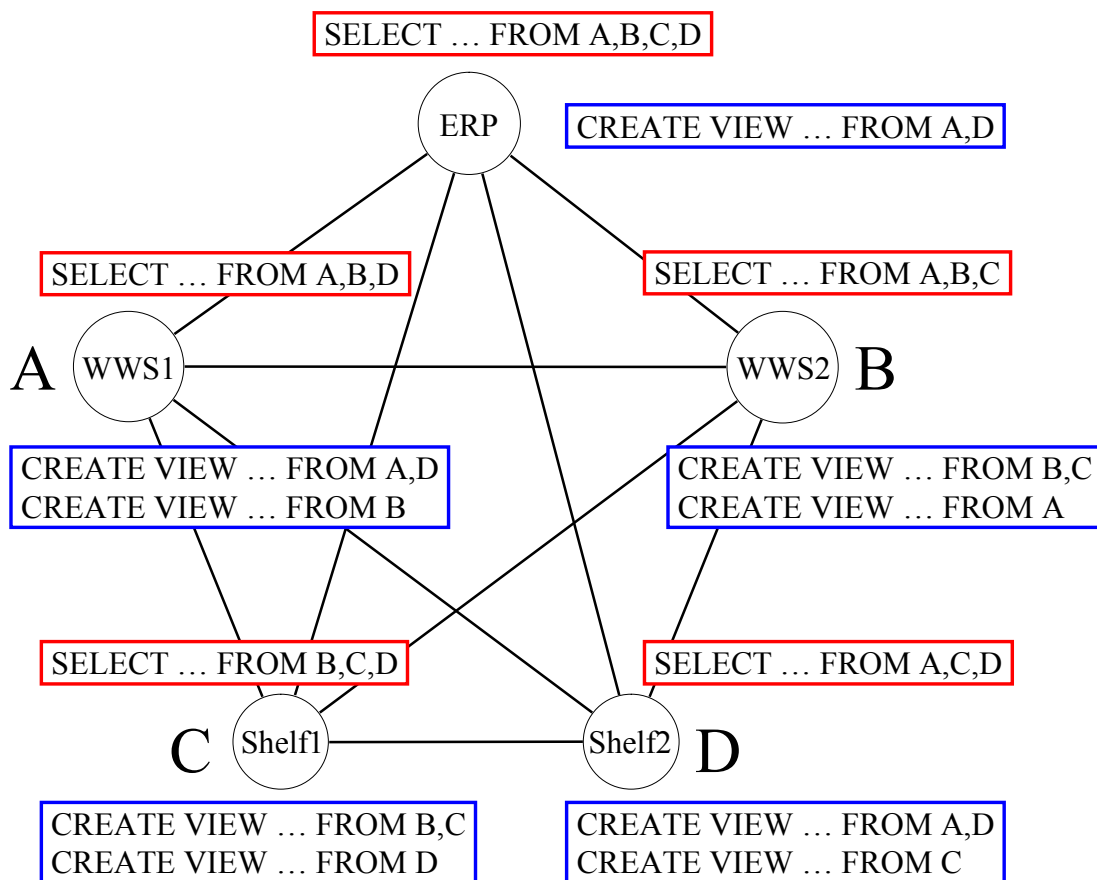 SELECT … FROM A,B,C,D
ERP
CREATE VIEW … FROM A,D
SELECT … FROM A,B,D
SELECT … FROM A,B,C
A
WWS1
WWS2
B
CREATE VIEW … FROM A,D
CREATE VIEW … FROM B
CREATE VIEW … FROM B,C
CREATE VIEW … FROM A
SELECT … FROM B,C,D
SELECT … FROM A,C,D
C
Shelf1
Shelf2
D
CREATE VIEW … FROM B,C
CREATE VIEW … FROM D
CREATE VIEW … FROM A,D
CREATE VIEW … FROM C